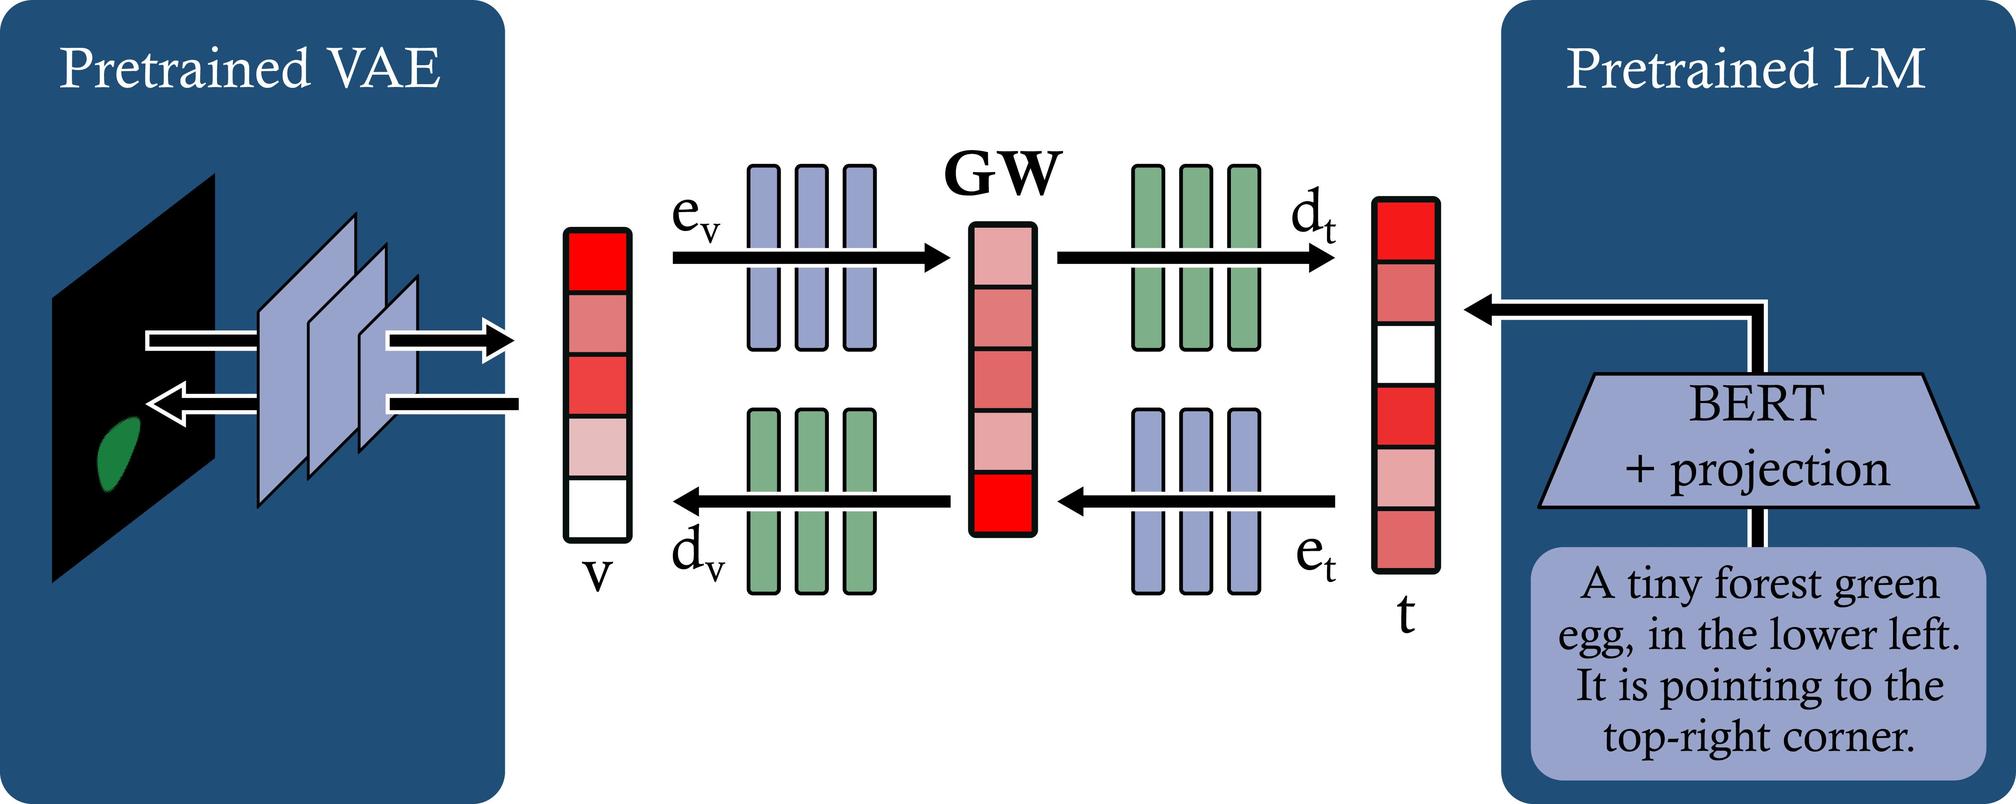 Pretrained VAE
Pretrained LM
GW
e_v
d_t
BERT
+ projection
d_v
e_t
v
t
A tiny forest green
egg, in the lower left.
It is pointing to the
top-right corner.